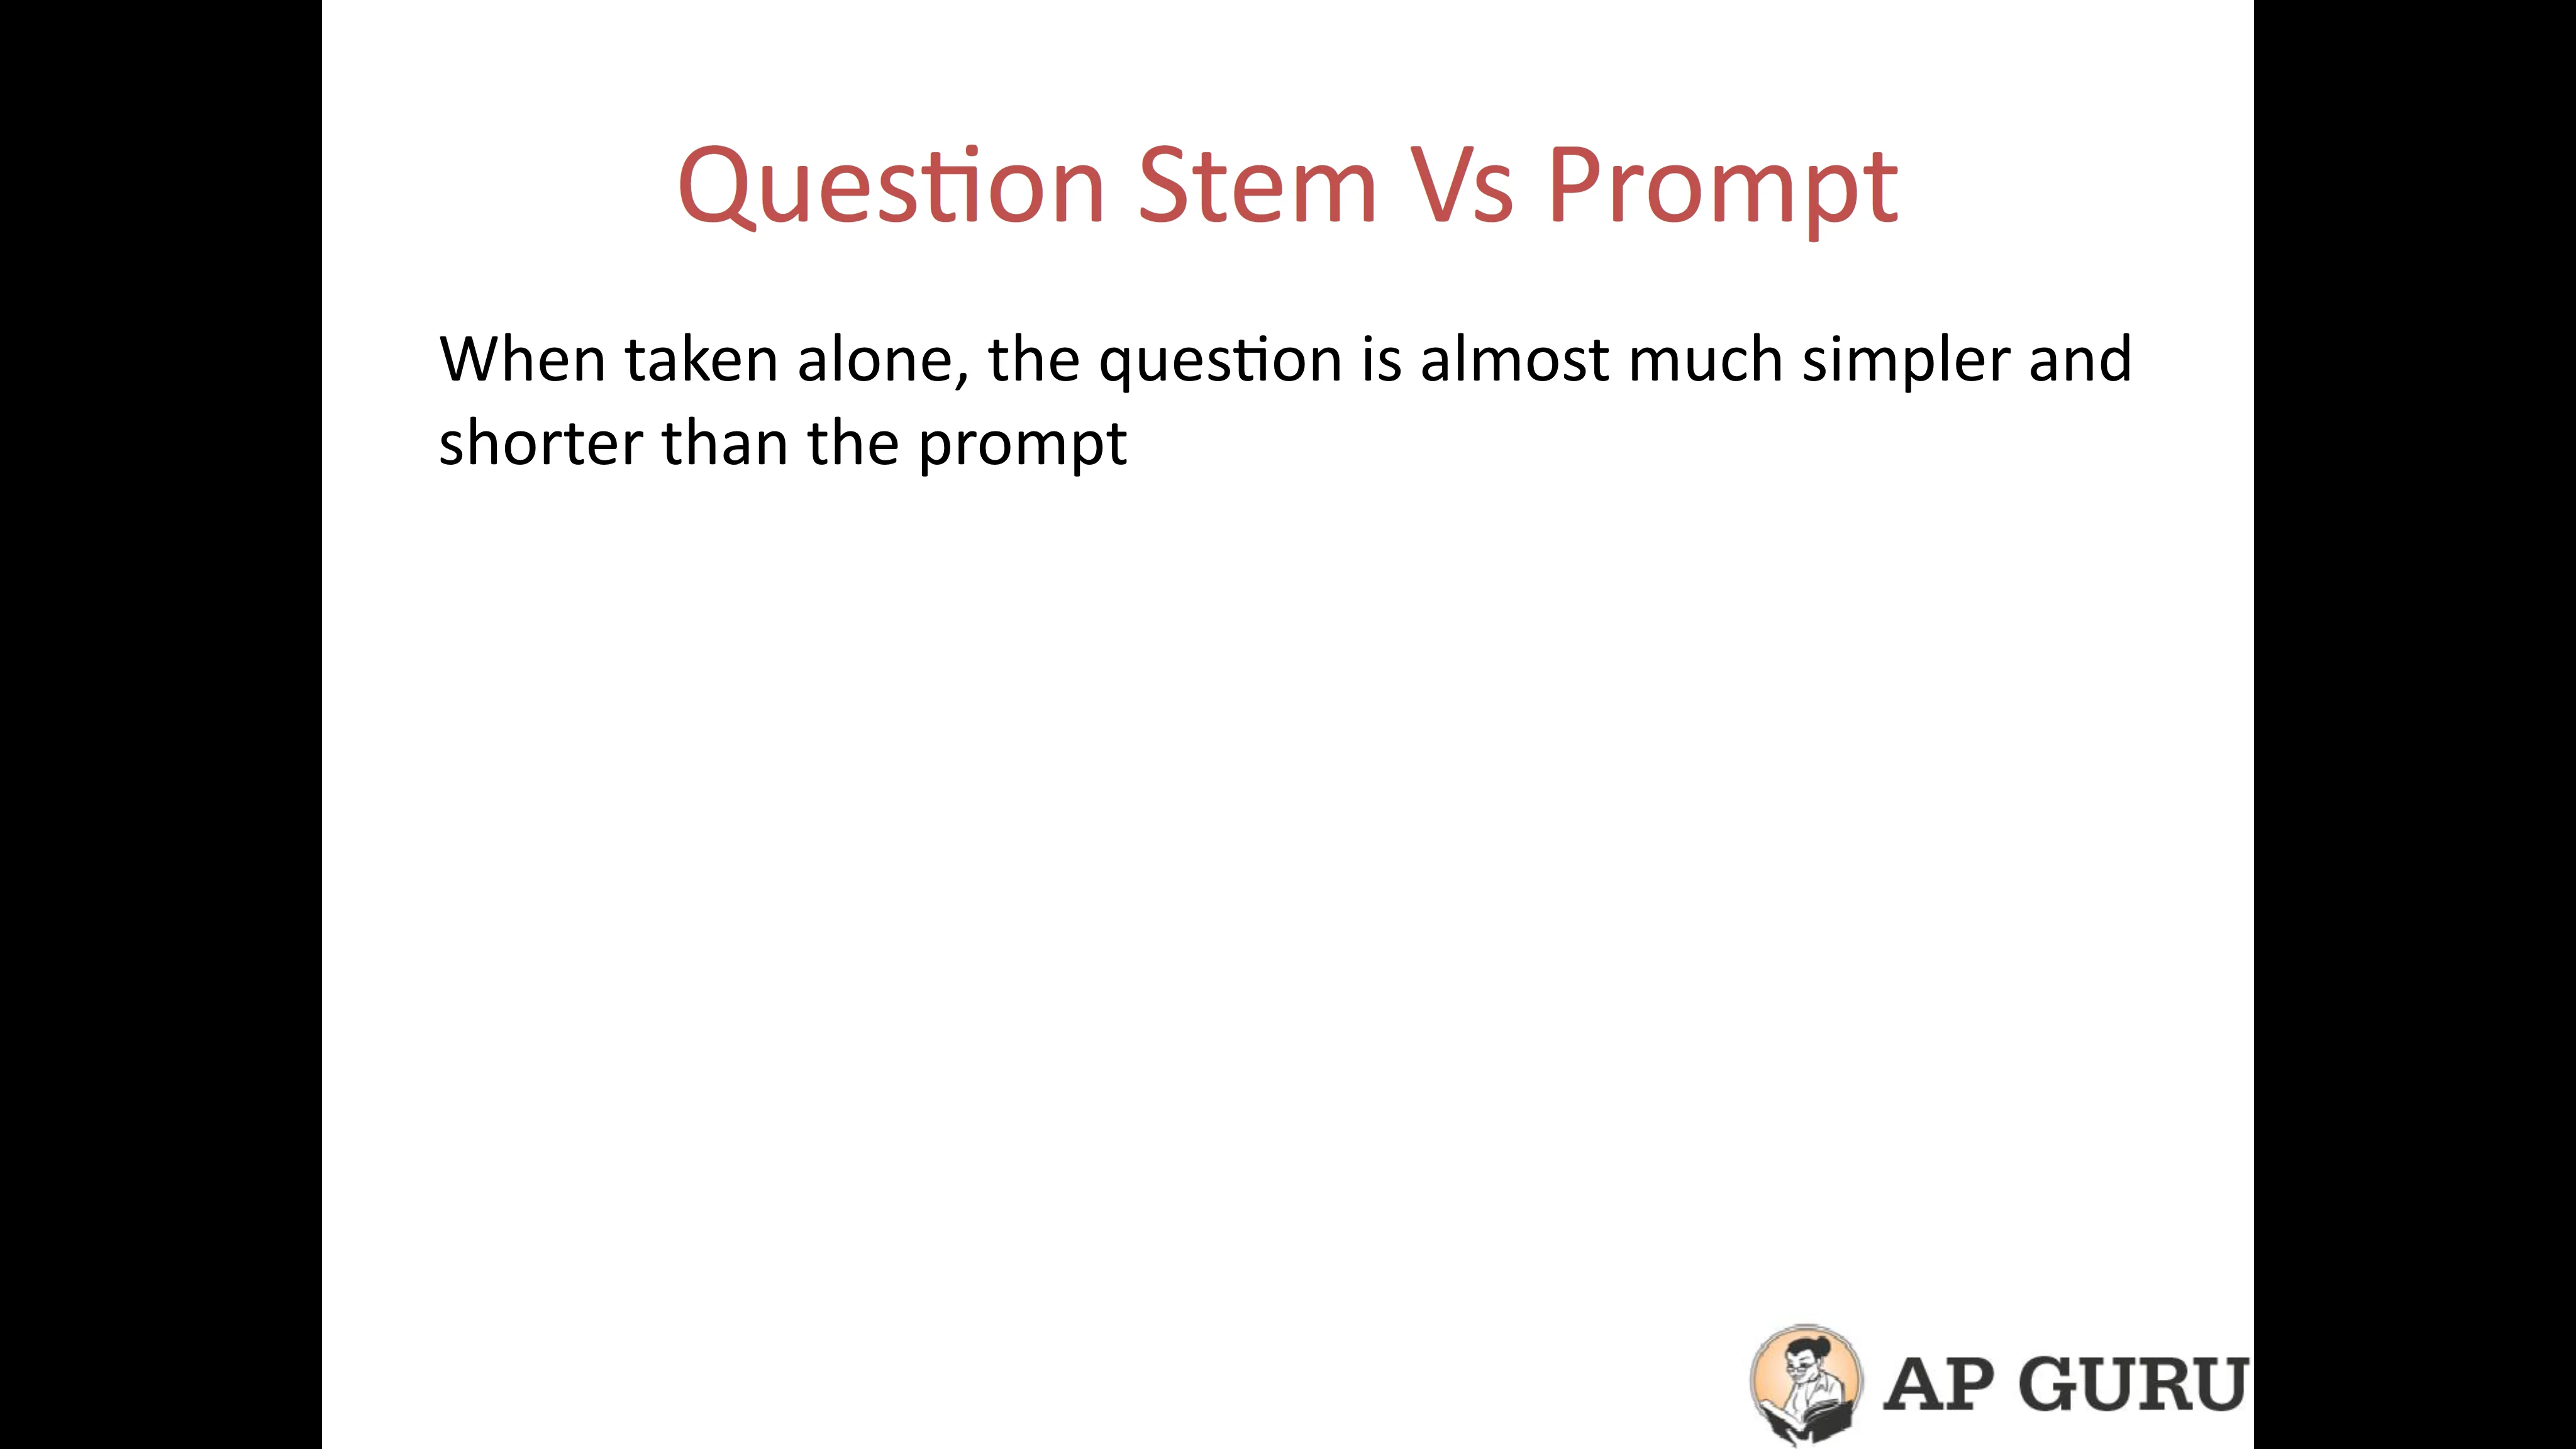 Question Stem Vs Prompt
When taken alone, the question is almost much simpler and
shorter than the prompt
AP GURU